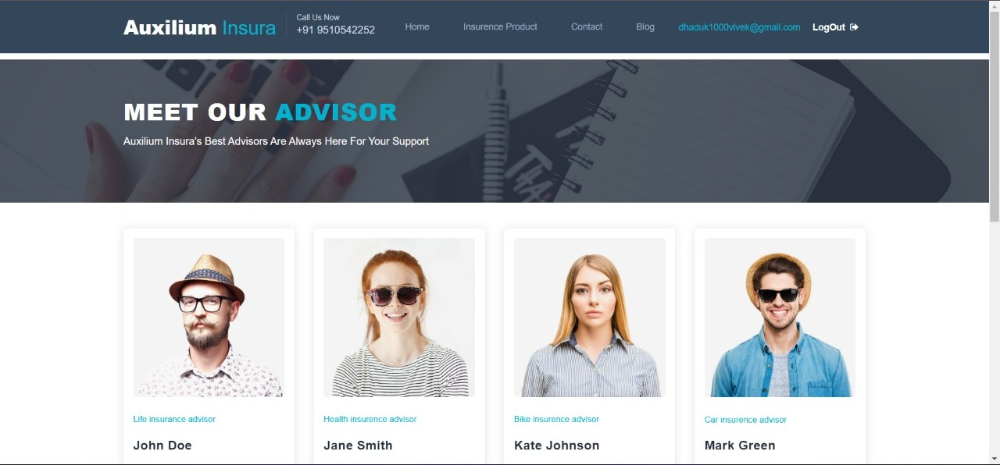 Auxilium Insura
Call Us Now
+91 9510542252
Home
Insurence Product
Contact
Blog
dhaduk1000vivek@gmail.com
LogOut
MEET OUR ADVISOR
Auxilium Insura's Best Advisors Are Always Here For Your Support
THA
Life insurance advisor
Health insurence advisor
Bike insurence advisor
Car insurence advisor
John Doe
Jane Smith
Kate Johnson
Mark Green